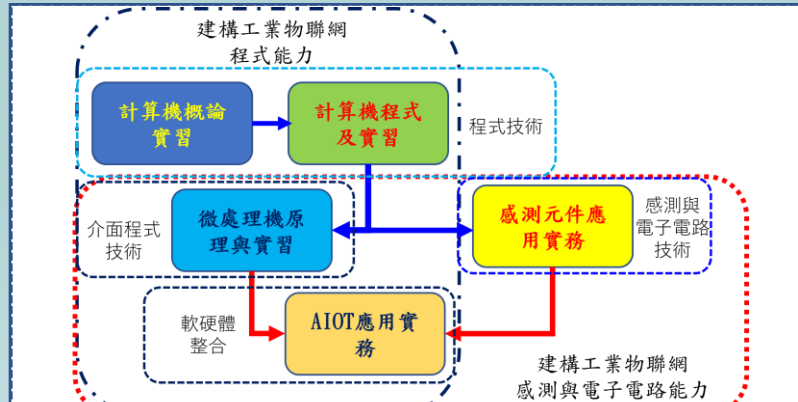 建構工業物聯網
程式能力
計算機概論
實習
計算機程式
及實習
程式技術
介面程式
技術
微處理機原
理與實習
感測元件應
用實務
感測與
電子電路
技術
軟硬體
整合
AIOT應用實
務
建構工業物聯網
感測與電子電路能力